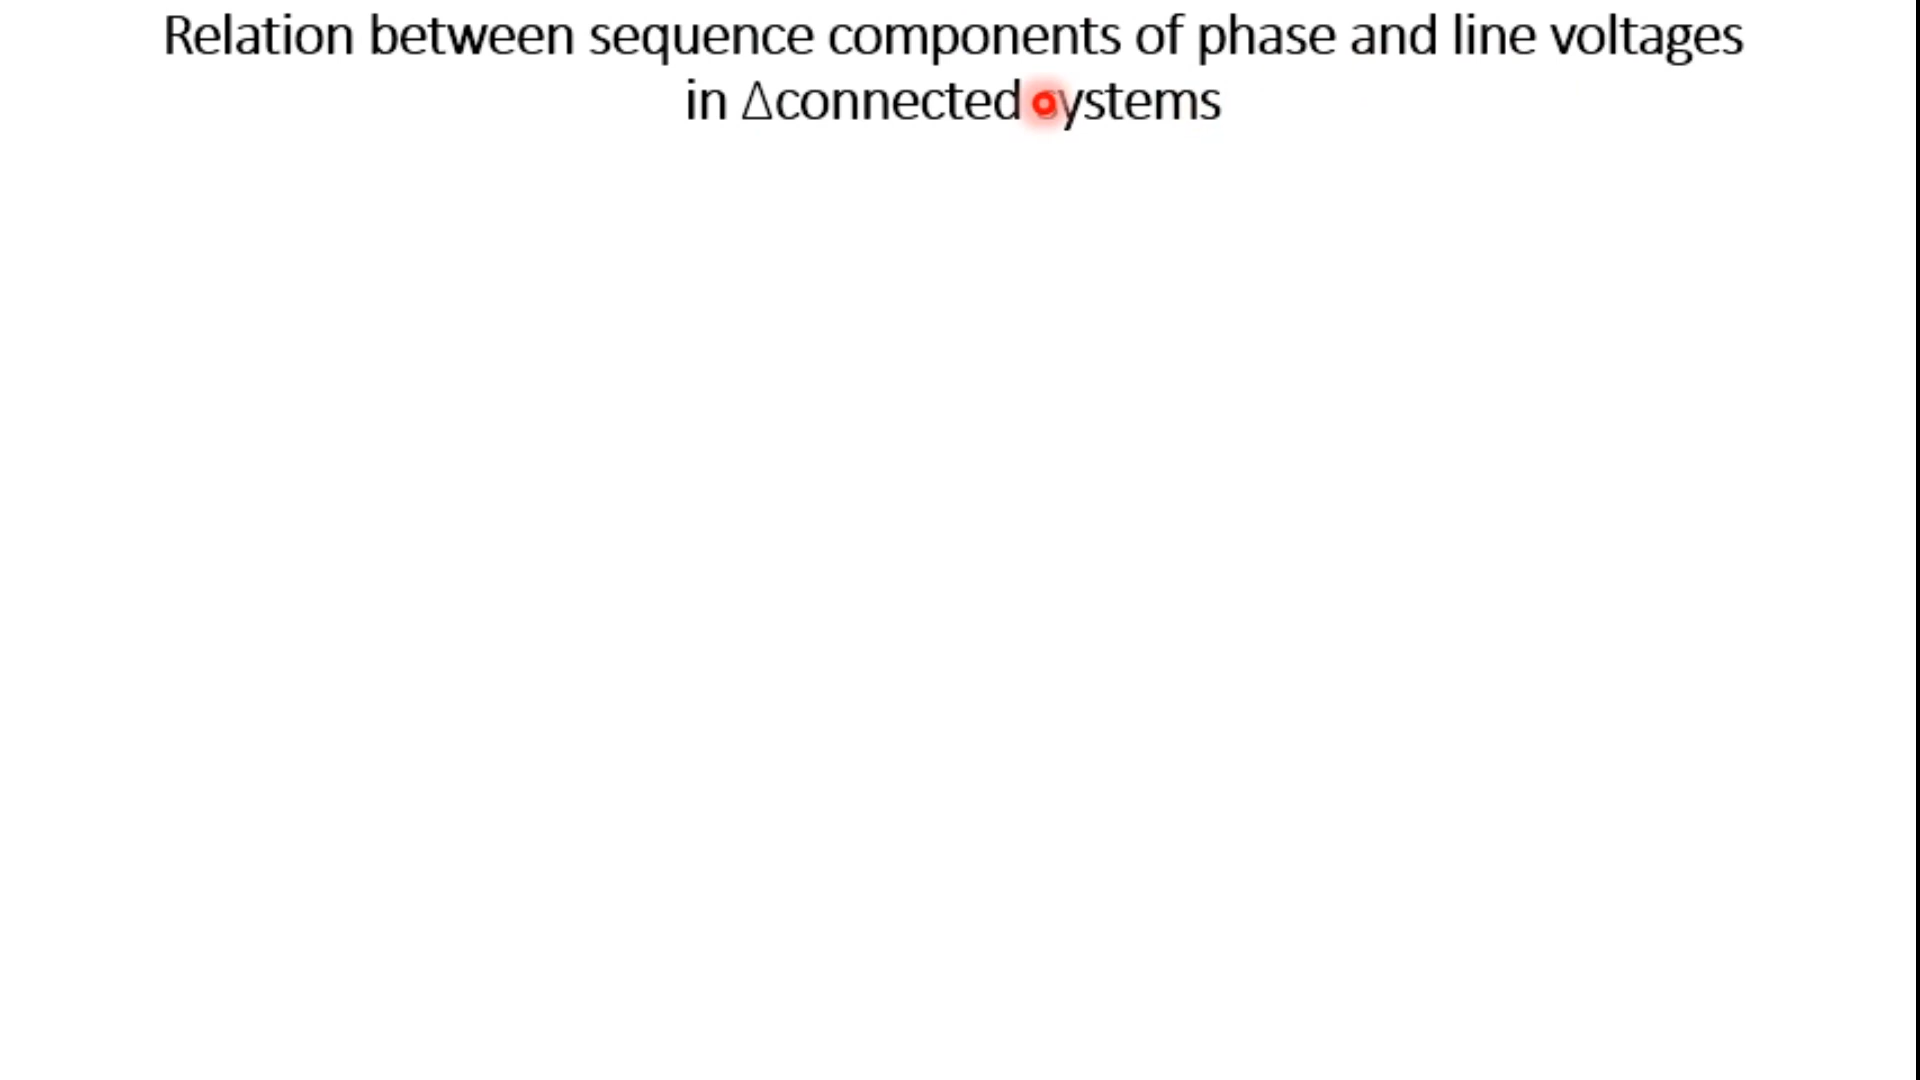 Relation between sequence components of phase and line voltages
in Δconnected systems